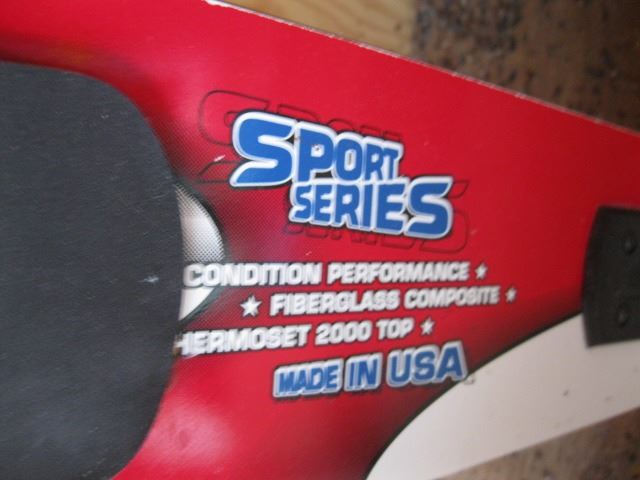 SPORT
SERIES
CONDITION PERFORMANCE ★
★ FIBERGLASS COMPOSITE ★
HERMOSET 2000 TOP ★
MADE IN USA